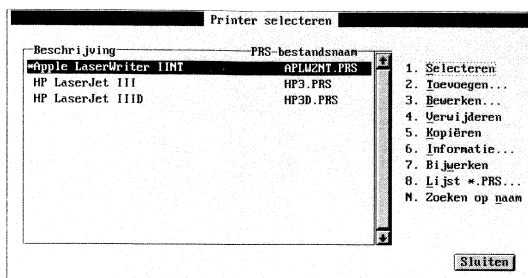 Printer selecteren
Beschrijving PRS-bestandsnaam
*Apple LaserWriter IINT APLW2NT.PRS
HP LaserJet III HP3.PRS
HP LaserJet IIID HP3D.PRS
1. Selecteren
2. Toevoegen...
3. Bewerken...
4. Verwijderen
5. Kopiëren
6. Informatie...
7. Bijwerken
8. Lijst *.PRS...
N. Zoeken op naam
Sluiten